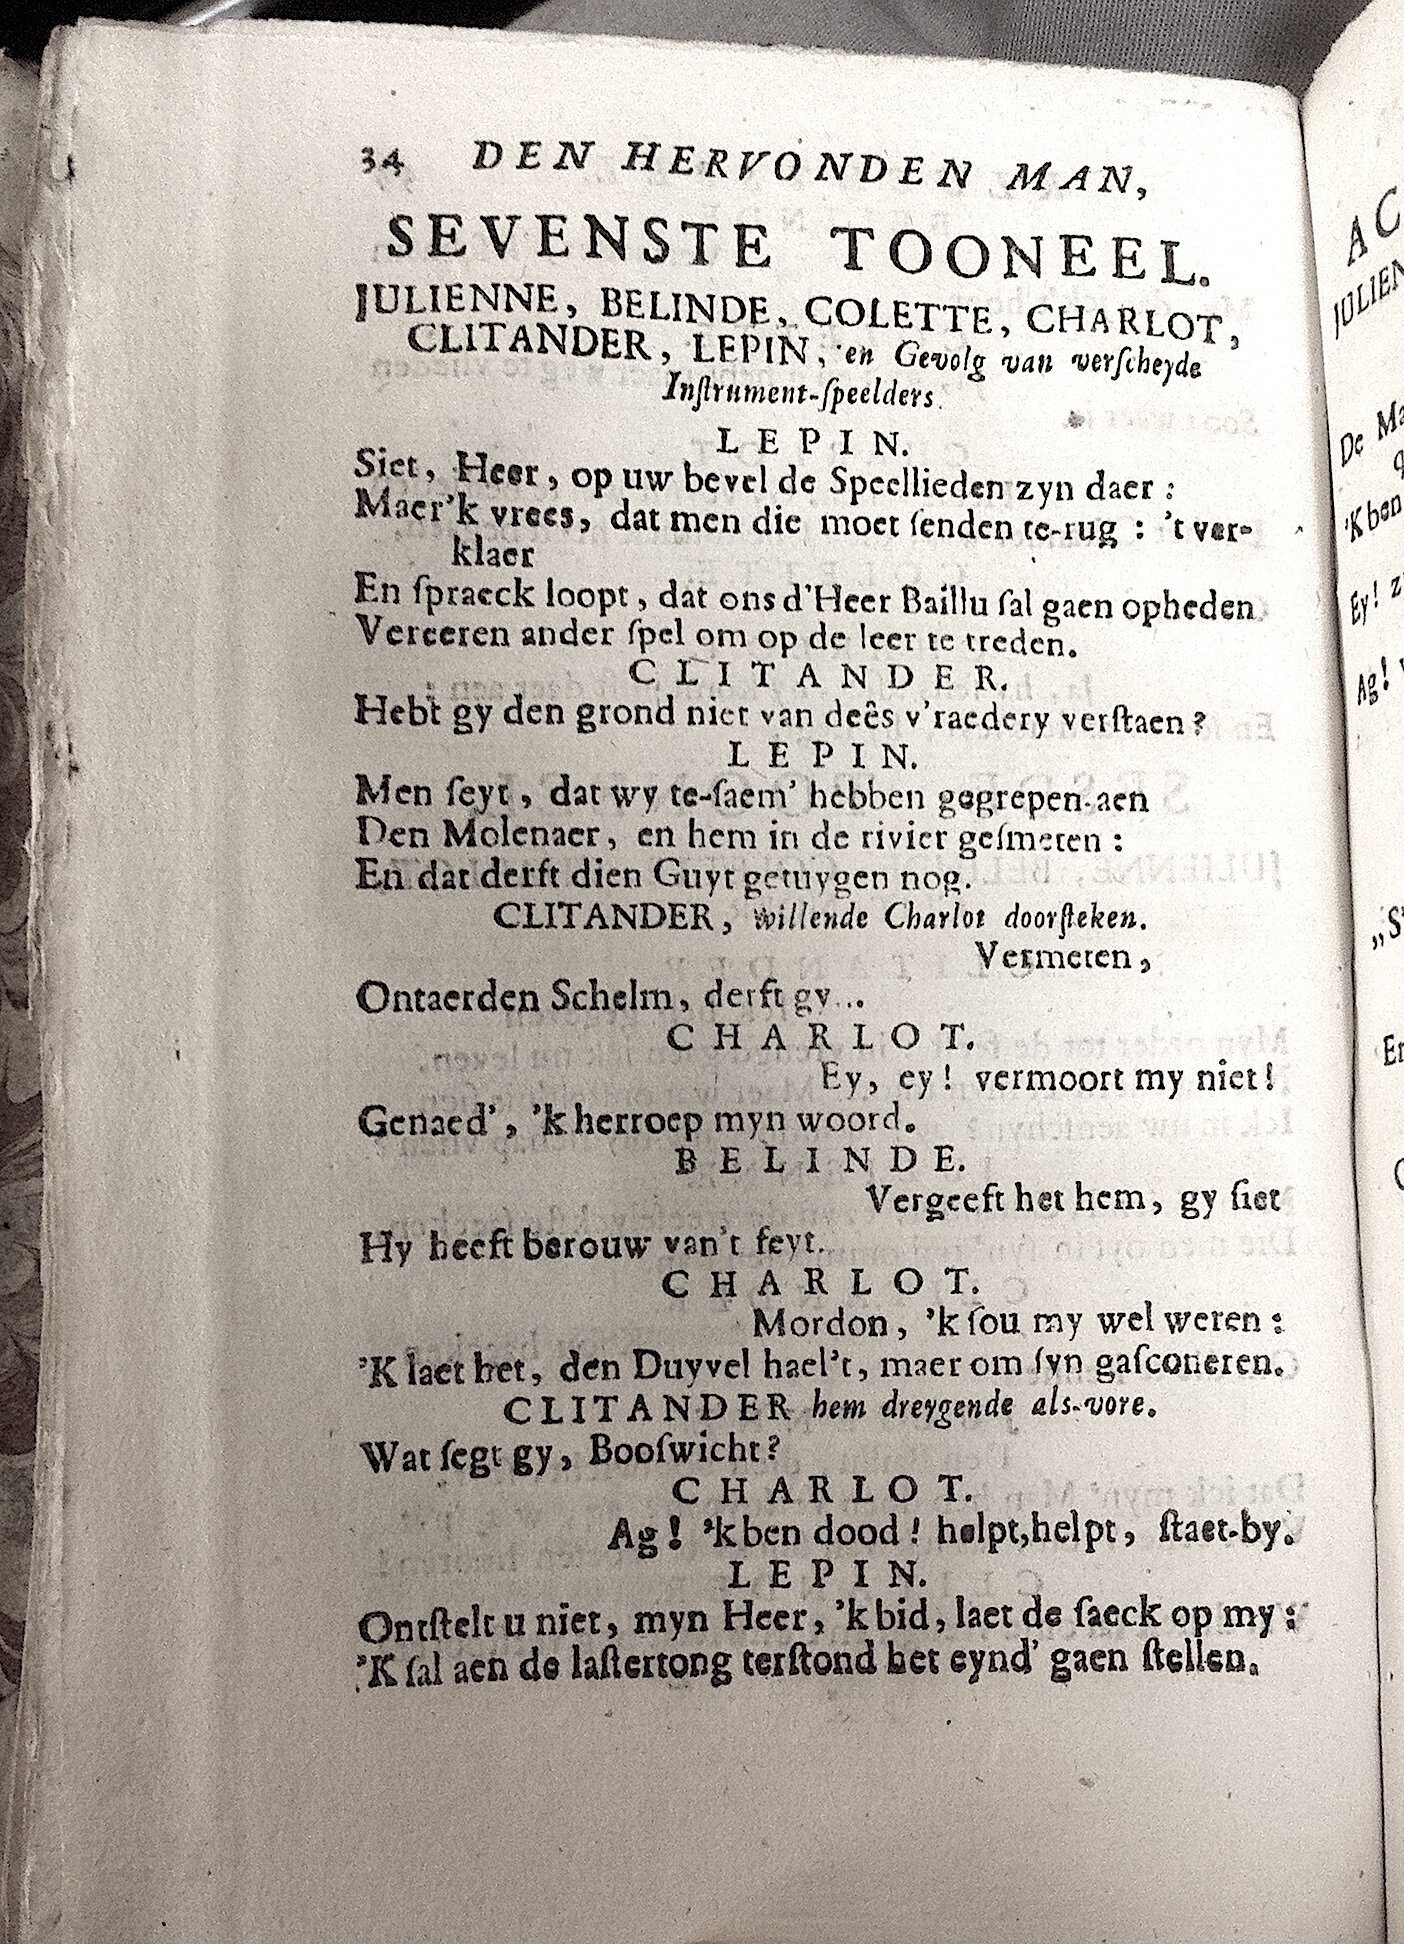 34 DEN HERVONDEN MAN,
SEVENSTE TOONEEL.
JULIENNE, BELINDE, COLETTE, CHARLOT,
CLITANDER, LEPIN, en Gevolg van verſcheyde
Inſtrument-ſpeelders.
LEPIN.
Siet, Heer, op uw bevel de Speellieden zyn daer:
Maer'k vrees, dat men die moet ſenden te-rug: 't ver-
klaer
En ſpraeck loopt, dat ons d'Heer Baillu ſal gaen opheden
Vereeren ander ſpel om op de leer te treden.
CLITANDER.
Hebt gy den grond niet van deês v'raedery verſtaen?
LEPIN.
Men ſeyt, dat wy te-ſaem' hebben gegrepen aen
Den Molenaer, en hem in de rivier geſmeten:
En dat derft dien Guyt getuygen nog.
CLITANDER, willende Charlot doorſteken.
Vermeten,
Ontaerden Schelm, derft gy...
CHARLOT.
Ey, ey! vermoort my niet!
Genaed', 'k herroep myn woord.
BELINDE.
Vergeeft het hem, gy ſiet
Hy heeft berouw van't feyt.
CHARLOT.
Mordon, 'k ſou my wel weren:
'K laet het, den Duyvel hael't, maer om ſyn gaſconeren.
CLITANDER hem dreygende als-vore.
Wat ſegt gy, Booſwicht?
CHARLOT.
Ag! 'k ben dood! helpt, helpt, ſtaet-by.
LEPIN.
Ontſtelt u niet, myn Heer, 'k bid, laet de ſaeck op my:
'K ſal aen de laſtertong terſtond het eynd' gaen ſtellen.
AC
JULIEN
De Ma
'K ben
Ey! z
Ag!
„S'